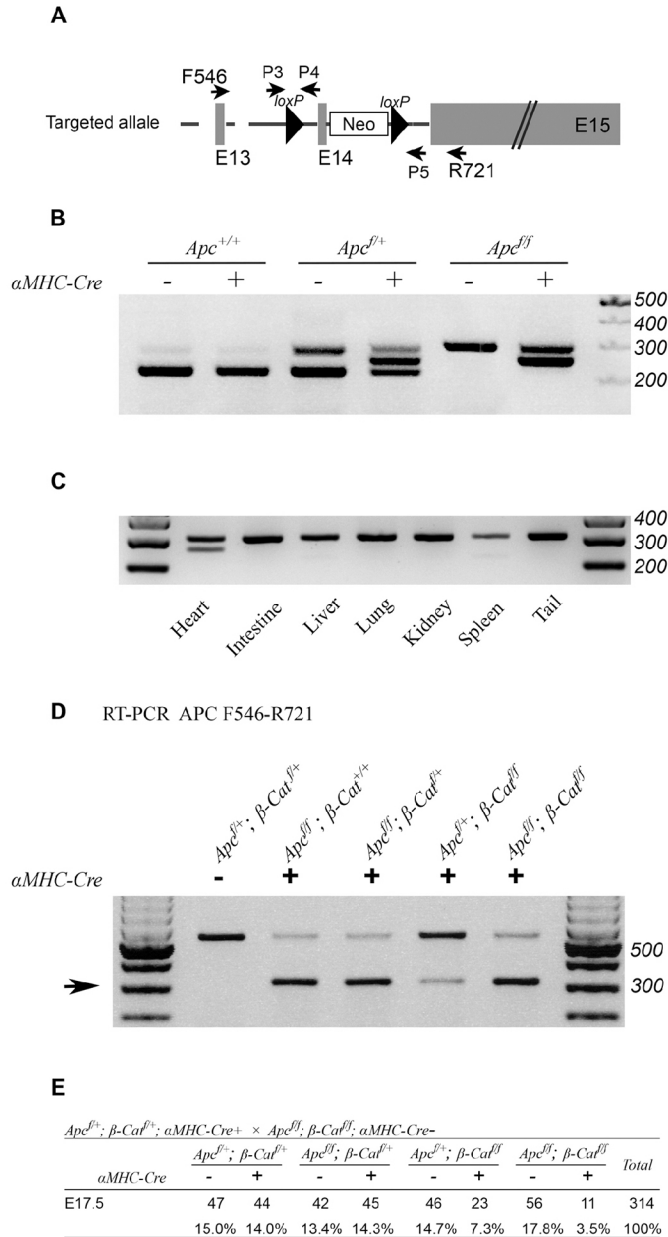 A
F546 P3 P4
loxP loxP
Targeted allele Neo E15
E13 E14
P5 R721
B
Apc+/+ Apcf/+ Apcf/f
αMHC-Cre - + - + - +
500
400
300
200
C
400
300
200
Heart Intestine Liver Lung Kidney Spleen Tail
D RT-PCR APC F546-R721
Apcf/+; β-Catf/+ Apcf/f; β-Cat+/+ Apcf/f; β-Catf/+ Apcf/+; β-Catf/f Apcf/f; β-Catf/f
αMHC-Cre - + + + +
500
300
E
Apcf/+; β-Catf/+; αMHC-Cre+ × Apcf/f; β-Catf/f; αMHC-Cre-
Apcf/+; β-Catf/+ Apcf/f; β-Catf/+ Apcf/+; β-Catf/f Apcf/f; β-Catf/f Total
αMHC-Cre - + - + - + - +
E17.5 47 44 42 45 46 23 56 11 314
15.0% 14.0% 13.4% 14.3% 14.7% 7.3% 17.8% 3.5% 100%